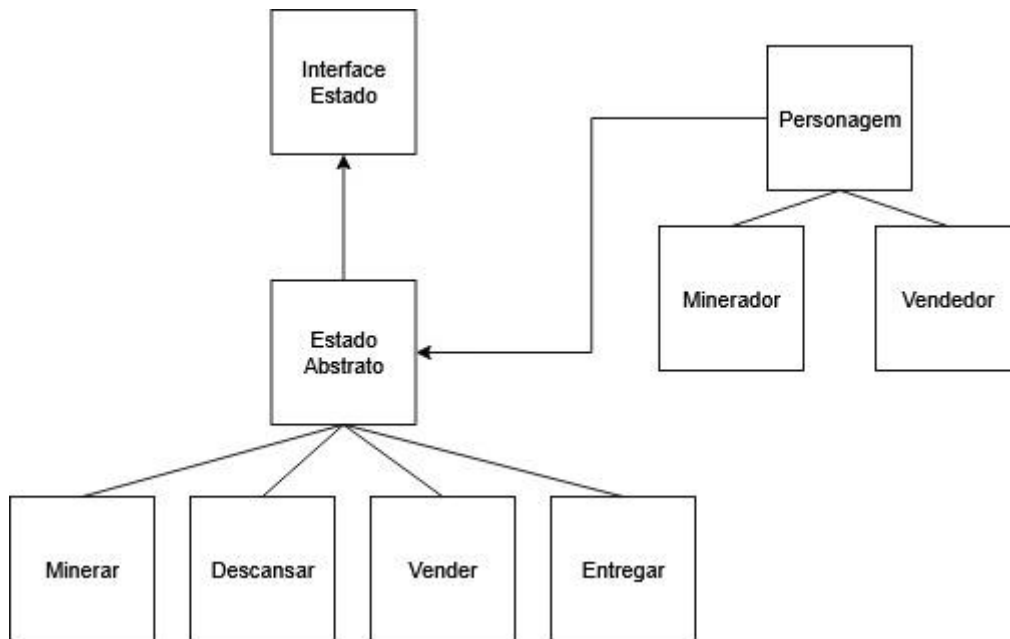 Interface
Estado
Personagem
Minerador
Vendedor
Estado
Abstrato
Minerar
Descansar
Vender
Entregar